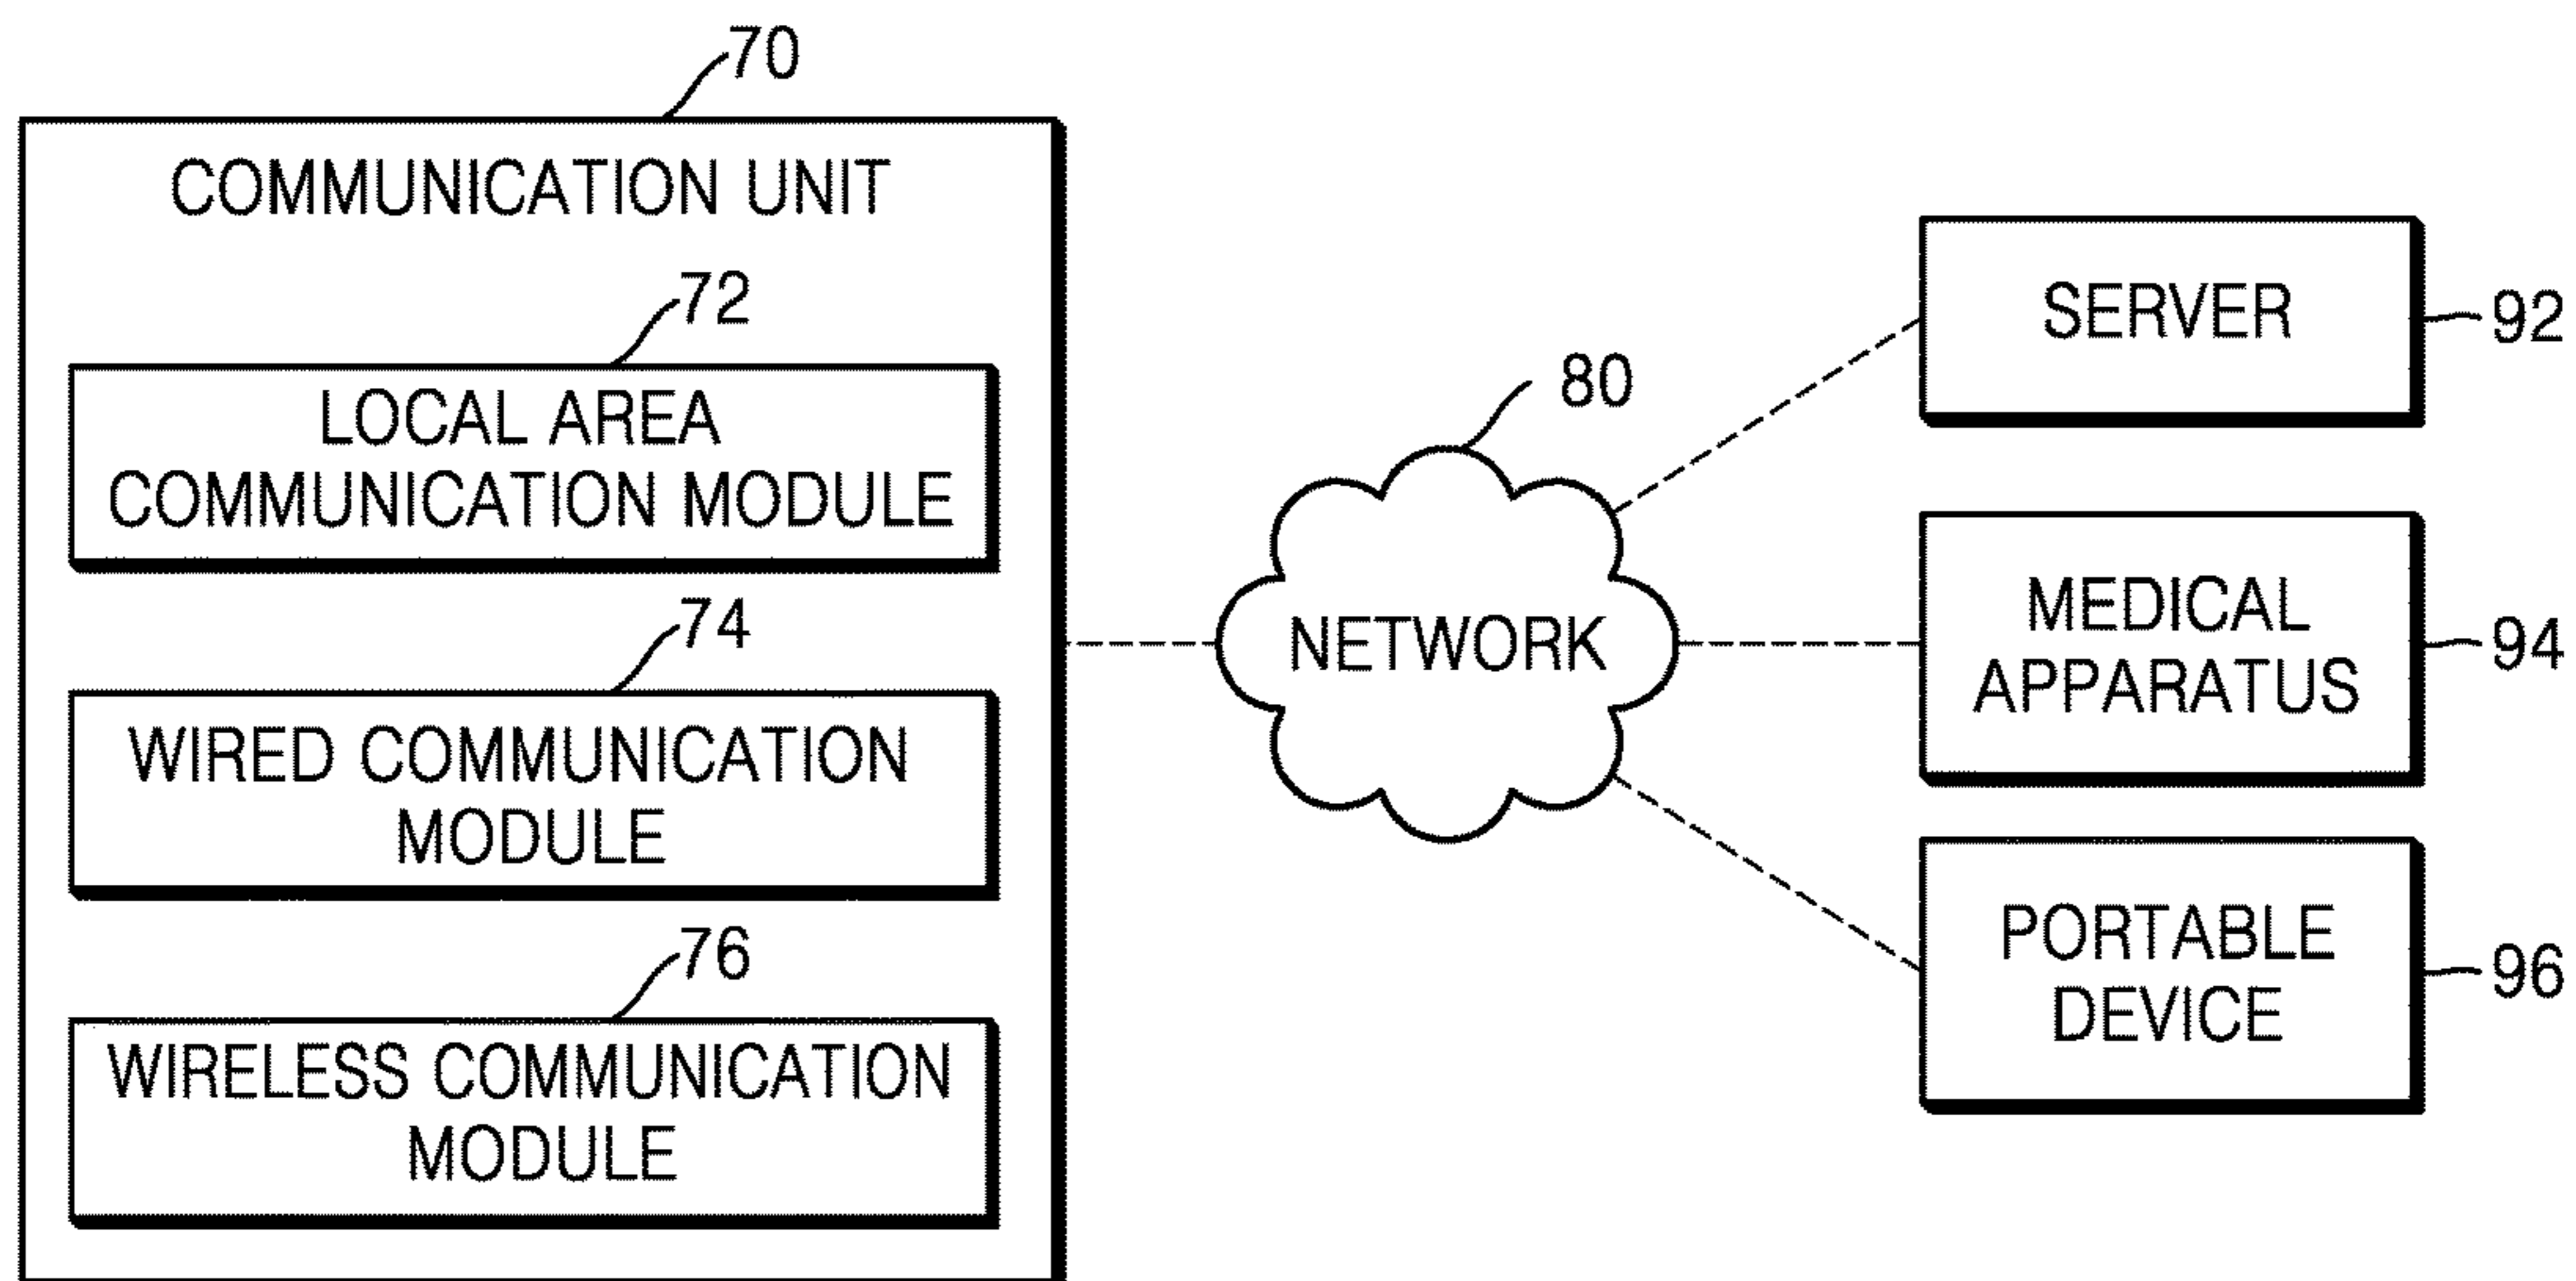 70
COMMUNICATION UNIT
72
LOCAL AREA
COMMUNICATION MODULE
74
WIRED COMMUNICATION
MODULE
76
WIRELESS COMMUNICATION
MODULE
80
NETWORK
SERVER
92
MEDICAL
APPARATUS
94
PORTABLE
DEVICE
96